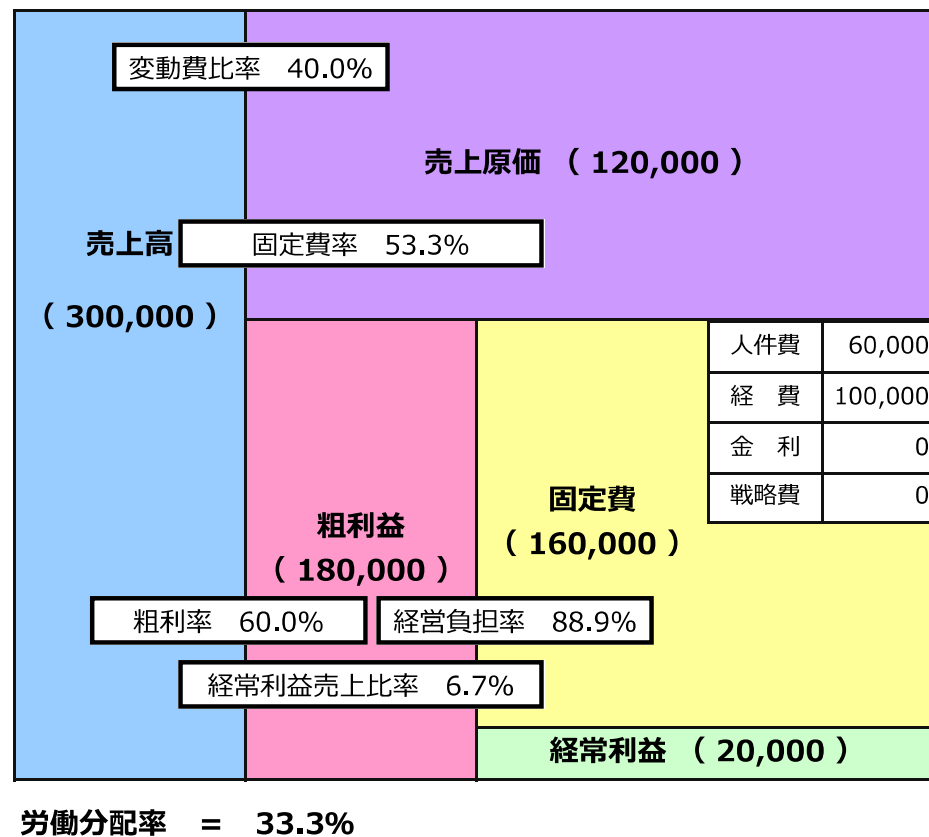 変動費比率　40.0%
売上原価 （ 120,000 ）
売上高
固定費率　53.3%
（ 300,000 ）
人件費 60,000
経　費 100,000
金　利 0
戦略費 0
固定費
（ 160,000 ）
粗利益
（ 180,000 ）
粗利率　60.0%
経営負担率　88.9%
経常利益売上比率　6.7%
経常利益 （ 20,000 ）
労働分配率　=　33.3%